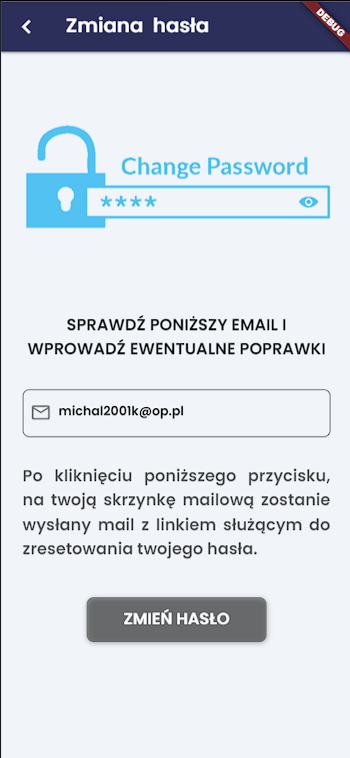 Zmiana hasła
DEBUG
Change Password
****
SPRAWDŹ PONIŻSZY EMAIL I
WPROWADŹ EWENTUALNE POPRAWKI
michal2001k@op.pl
Po kliknięciu poniższego przycisku,
na twoją skrzynkę mailową zostanie
wysłany mail z linkiem służącym do
zresetowania twojego hasła.
ZMIEŃ HASŁO